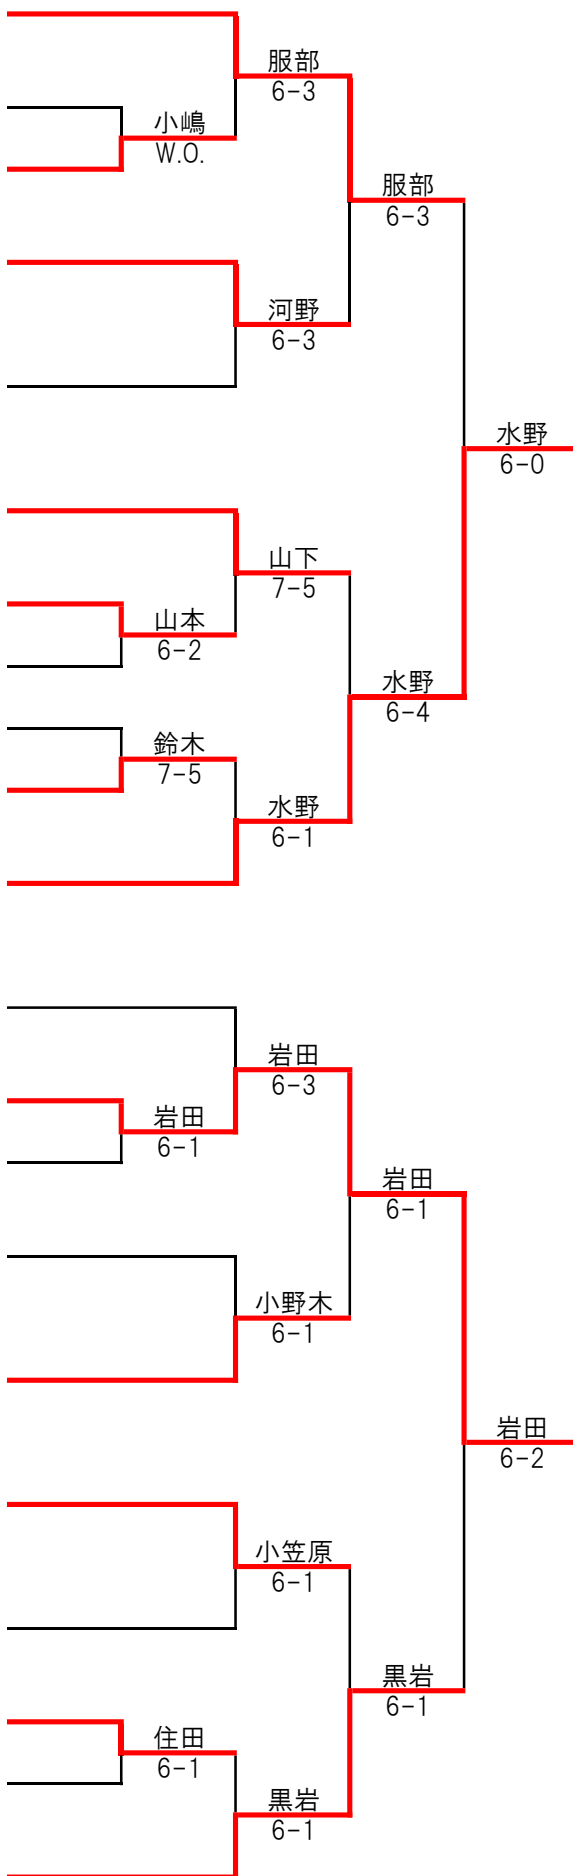 服部
6-3
小嶋
W.O.
服部
6-3
河野
6-3
水野
6-0
山下
7-5
山本
6-2
水野
6-4
鈴木
7-5
水野
6-1
岩田
6-3
岩田
6-1
岩田
6-1
小野木
6-1
岩田
6-2
小笠原
6-1
黒岩
6-1
住田
6-1
黒岩
6-1